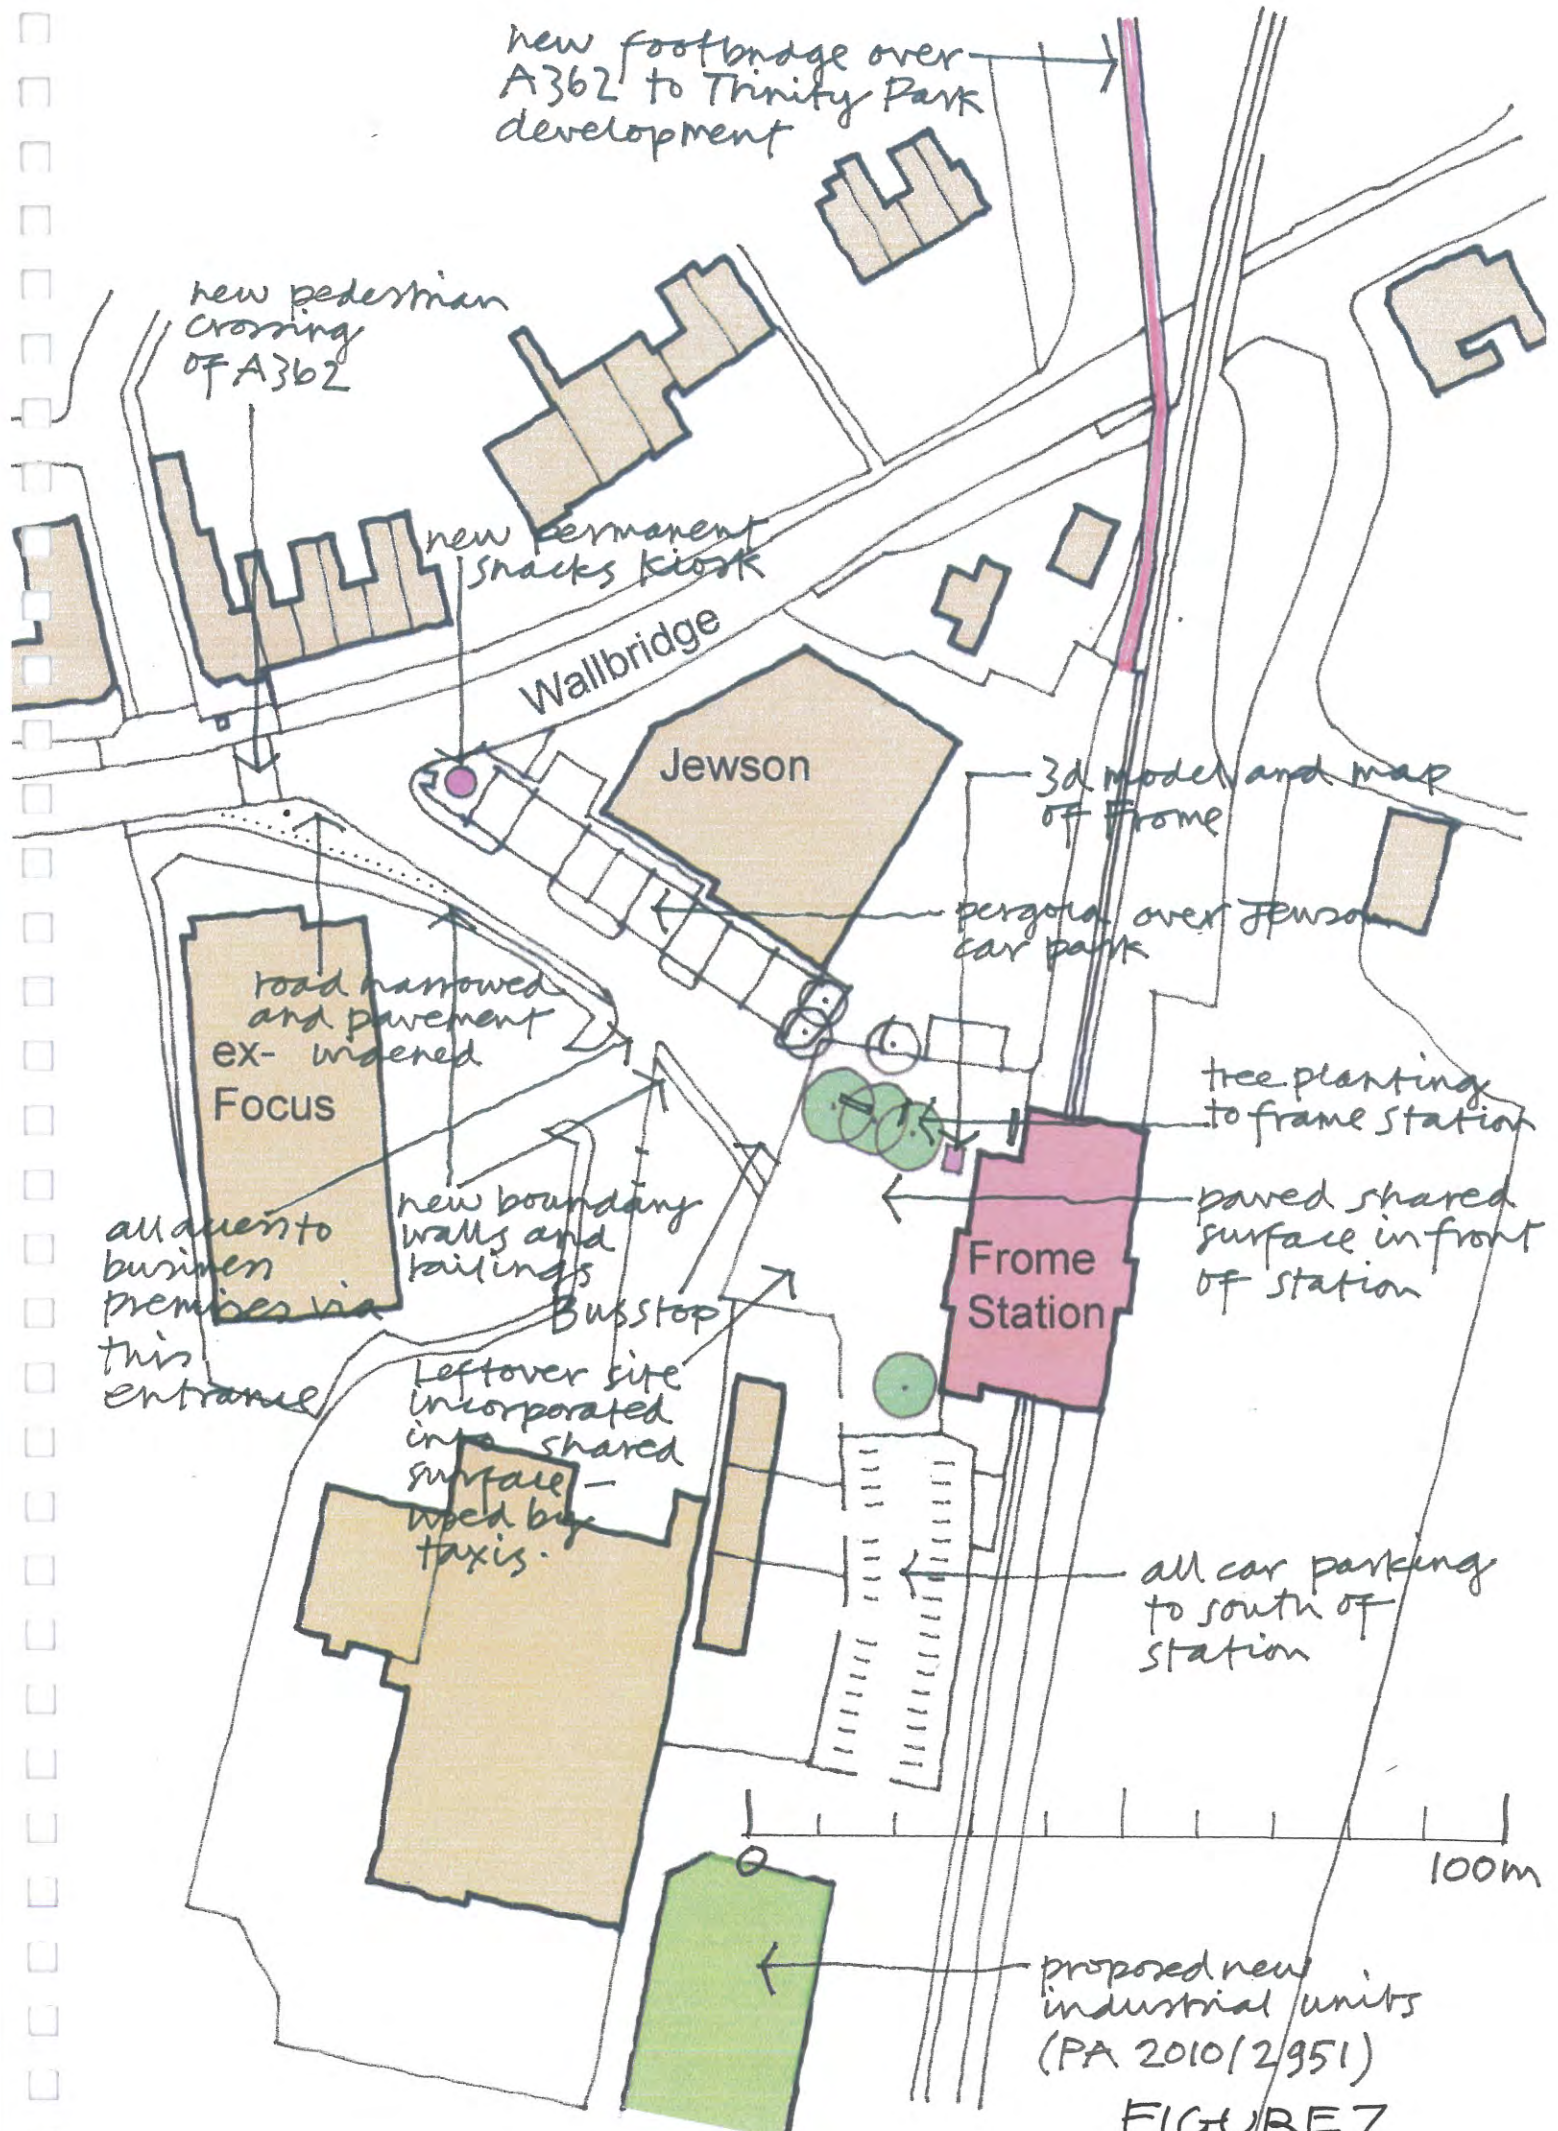 new footbridge over
A362 to Trinity Park
development
new pedestrian
crossing
of A362
new permanent
snacks kiosk
Wallbridge
Jewson
3d model and map
of Frome
pergola over Jewson
car park
road narrowed
and pavement
widened
ex-
Focus
tree planting
to frame station
all access to
business
premises via
this
entrance
new boundary
walls and
railings
Bus stop
paved shared
surface in front
of station
Frome
Station
Leftover site
incorporated
into shared
surface –
used by
taxis.
all car parking
to south of
station
0
100m
proposed new
industrial units
(PA 2010/2951)
FIGURE 7